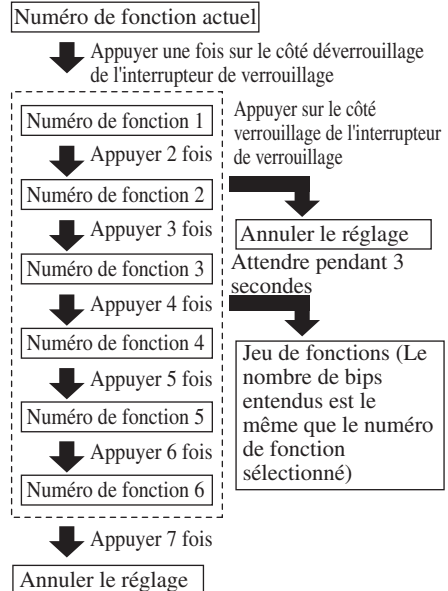 Numéro de fonction actuel
Appuyer une fois sur le côté déverrouillage
de l'interrupteur de verrouillage
Numéro de fonction 1
Appuyer 2 fois
Numéro de fonction 2
Appuyer 3 fois
Numéro de fonction 3
Appuyer 4 fois
Numéro de fonction 4
Appuyer 5 fois
Numéro de fonction 5
Appuyer 6 fois
Numéro de fonction 6
Appuyer 7 fois
Annuler le réglage
Appuyer sur le côté
verrouillage de l'interrupteur
de verrouillage
Annuler le réglage
Attendre pendant 3
secondes
Jeu de fonctions (Le
nombre de bips
entendus est le
même que le numéro
de fonction
sélectionné)